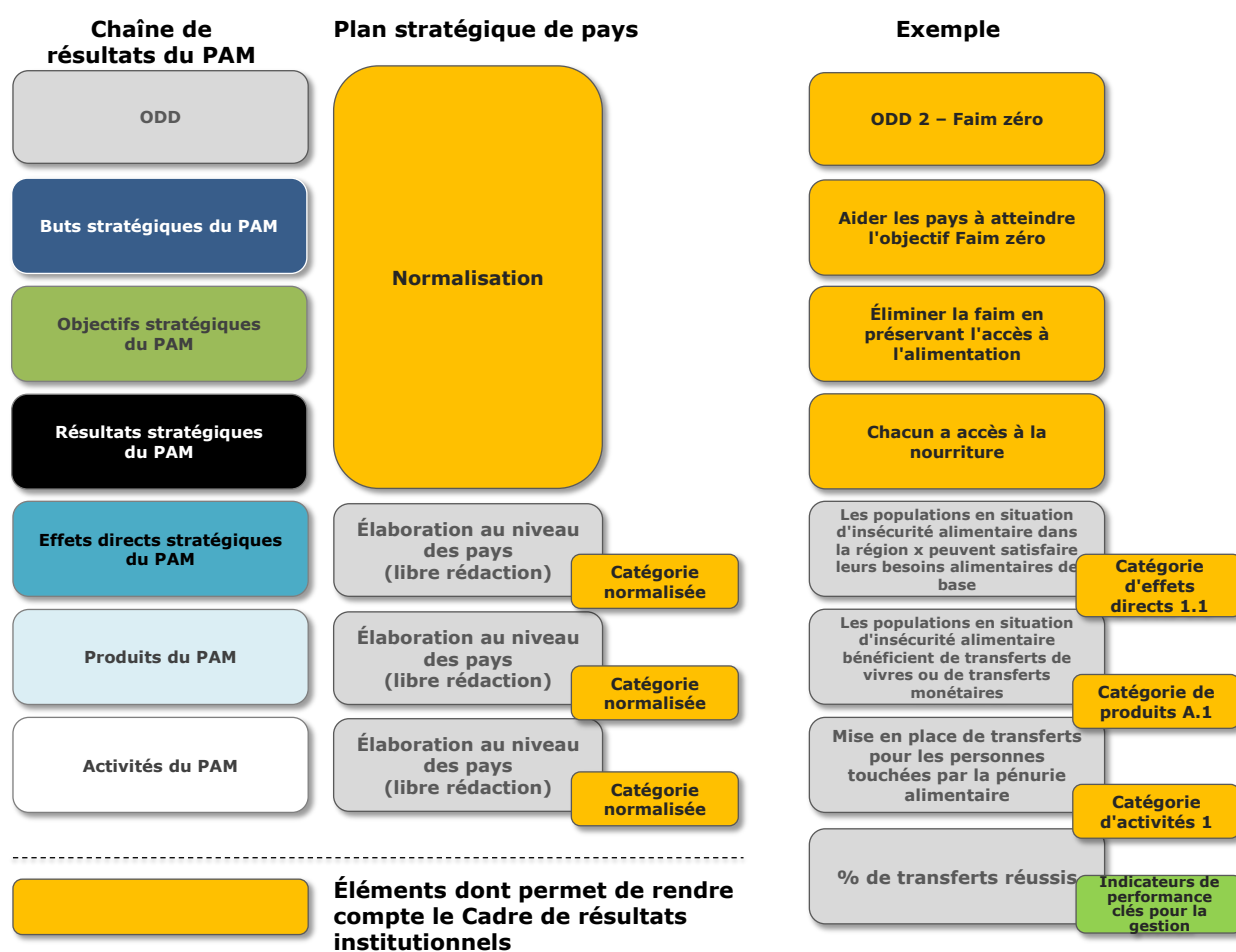 Chaîne de
résultats du PAM
Plan stratégique de pays
Exemple
ODD
Normalisation
ODD 2 – Faim zéro
Buts stratégiques du PAM
Aider les pays à atteindre
l'objectif Faim zéro
Objectifs stratégiques
du PAM
Éliminer la faim en
préservant l'accès à
l'alimentation
Résultats stratégiques
du PAM
Chacun a accès à la
nourriture
Effets directs stratégiques
du PAM
Élaboration au niveau
des pays
(libre rédaction)
Catégorie
normalisée
Les populations en situation
d'insécurité alimentaire dans
la région x peuvent satisfaire
leurs besoins alimentaires de
base
Catégorie
d'effets
directs 1.1
Produits du PAM
Élaboration au niveau
des pays
(libre rédaction)
Catégorie
normalisée
Les populations en situation
d'insécurité alimentaire
bénéficient de transferts de
vivres ou de transferts
monétaires
Catégorie de
produits A.1
Activités du PAM
Élaboration au niveau
des pays
(libre rédaction)
Catégorie
normalisée
Mise en place de transferts
pour les personnes
touchées par la pénurie
alimentaire
Catégorie
d'activités 1
% de transferts réussis
Indicateurs de
performance
clés pour la
gestion
Éléments dont permet de rendre
compte le Cadre de résultats
institutionnels